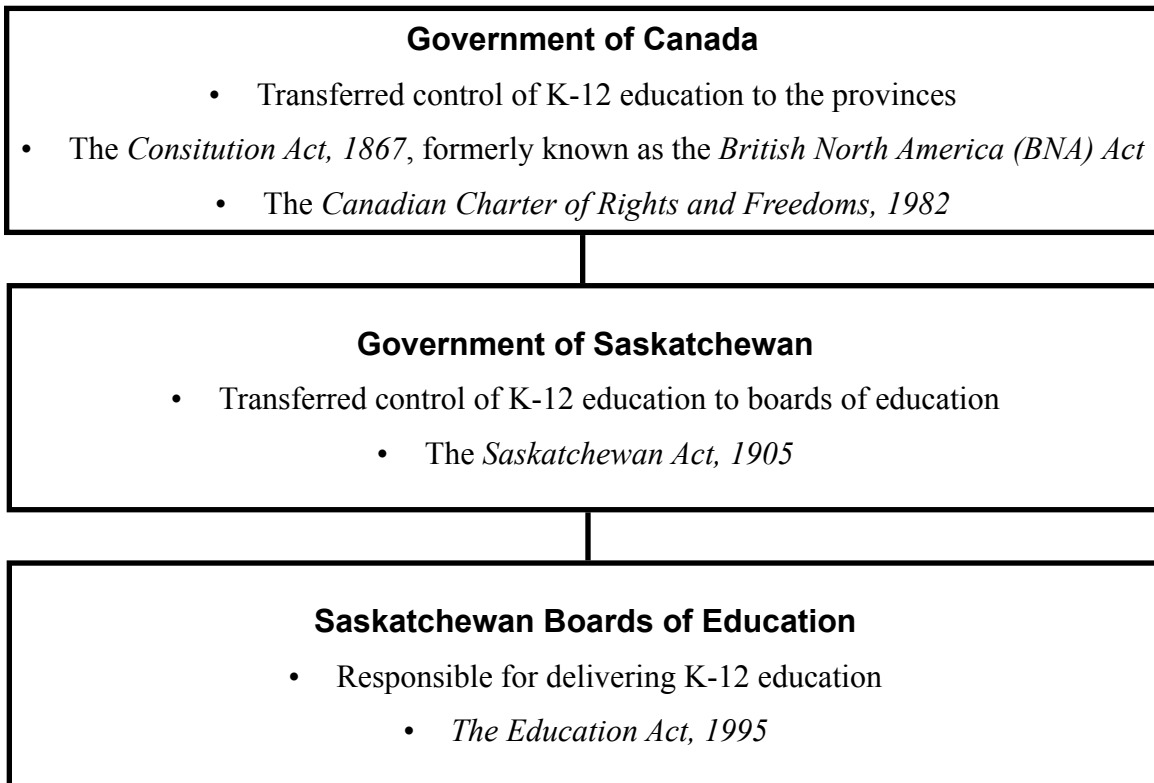 Government of Canada
• Transferred control of K-12 education to the provinces
• The Consitution Act, 1867, formerly known as the British North America (BNA) Act
• The Canadian Charter of Rights and Freedoms, 1982
Government of Saskatchewan
• Transferred control of K-12 education to boards of education
• The Saskatchewan Act, 1905
Saskatchewan Boards of Education
• Responsible for delivering K-12 education
• The Education Act, 1995